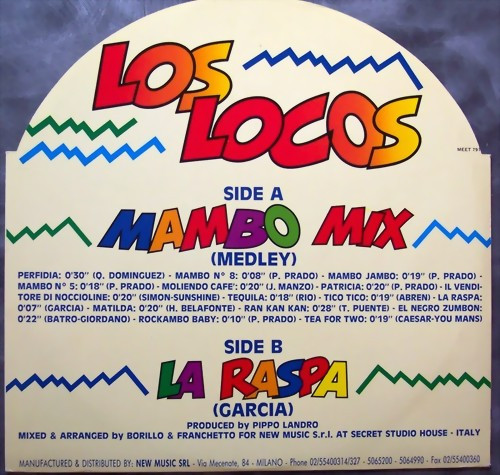 LOS
LOCOS
MEET 781
SIDE A
MAMBO MIX
(MEDLEY)
PERFIDIA: 0'30" (Q. DOMINGUEZ) - MAMBO N° 8: 0'08" (P. PRADO) - MAMBO JAMBO: 0'19" (P. PRADO) -
MAMBO N° 5: 0'18" (P. PRADO) - MOLIENDO CAFE': 0'20" (J. MANZO) - PATRICIA: 0'20" (P. PRADO) - IL VENDI-
TORE DI NOCCIOLINE: 0'20" (SIMON-SUNSHINE) - TEQUILA: 0'18" (RIO) - TICO TICO: 0'19" (ABREN) - LA RASPA:
0'07" (GARCIA) - MATILDA: 0'20" (H. BELAFONTE) - RAN KAN KAN: 0'28" (T. PUENTE) - EL NEGRO ZUMBON:
0'22" (BATRO-GIORDANO) - ROCKAMBO BABY: 0'10" (P. PRADO) - TEA FOR TWO: 0'19" (CAESAR-YOU MANS)
SIDE B
LA RASPA
(GARCIA)
PRODUCED by PIPPO LANDRO
MIXED & ARRANGED by BORILLO & FRANCHETTO FOR NEW MUSIC S.r.l. AT SECRET STUDIO HOUSE - ITALY
MANUFACTURED & DISTRIBUTED BY: NEW MUSIC SRL - Via Mecenate, 84 - MILANO - Phone 02/55400314/327 - 5065200 - 5064990 - Fax 02/55400360